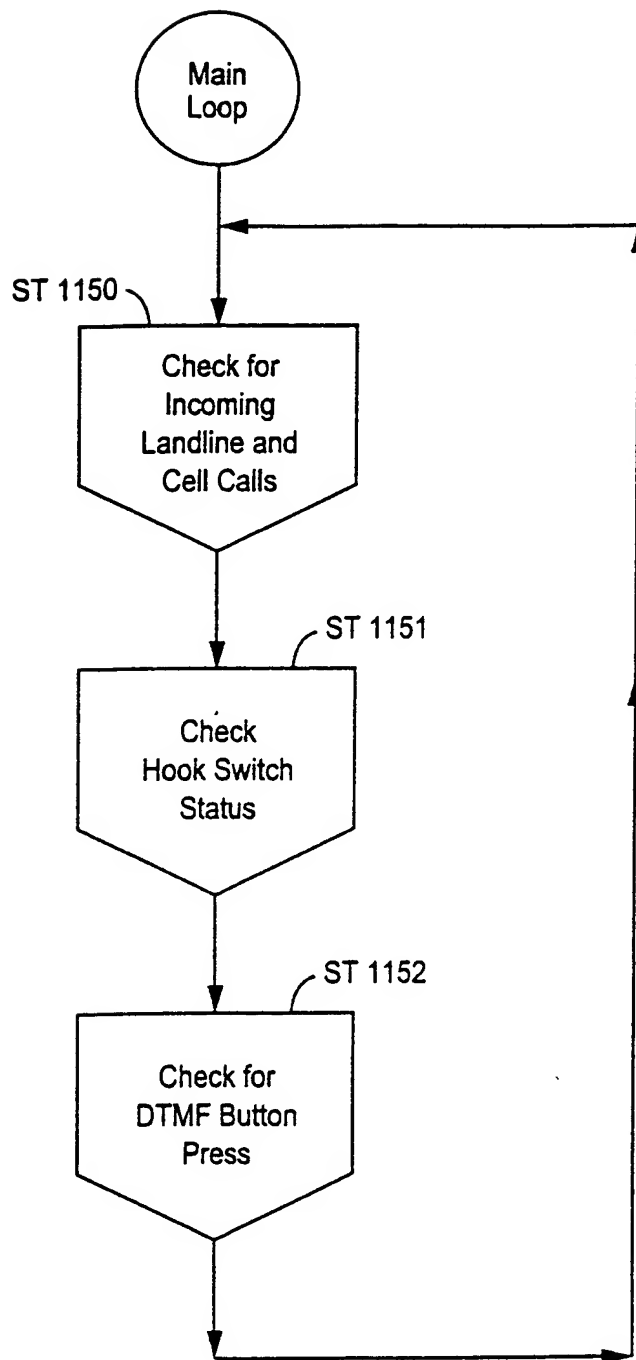 Main
Loop
ST 1150
Check for
Incoming
Landline and
Cell Calls
ST 1151
Check
Hook Switch
Status
ST 1152
Check for
DTMF Button
Press